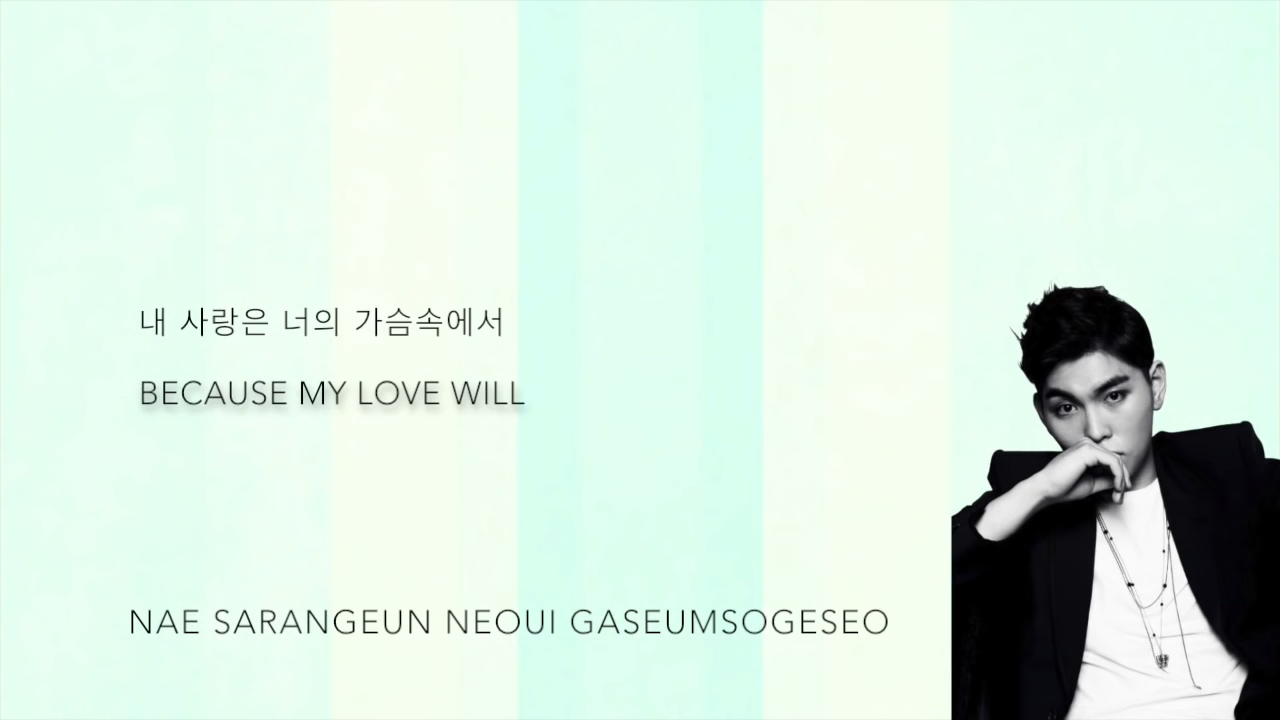 내 사랑은 너의 가슴속에서
BECAUSE MY LOVE WILL
NAE SARANGEUN NEOUI GASEUMSOGESEO